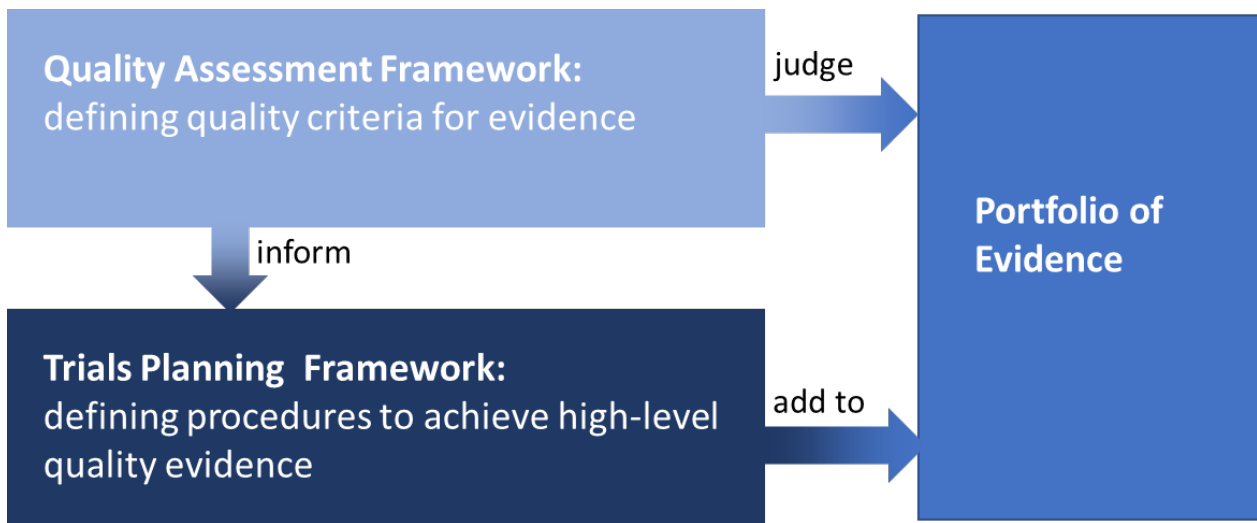 Quality Assessment Framework:
defining quality criteria for evidence
judge
Portfolio of
Evidence
inform
Trials Planning  Framework:
defining procedures to achieve high-level
quality evidence
add to